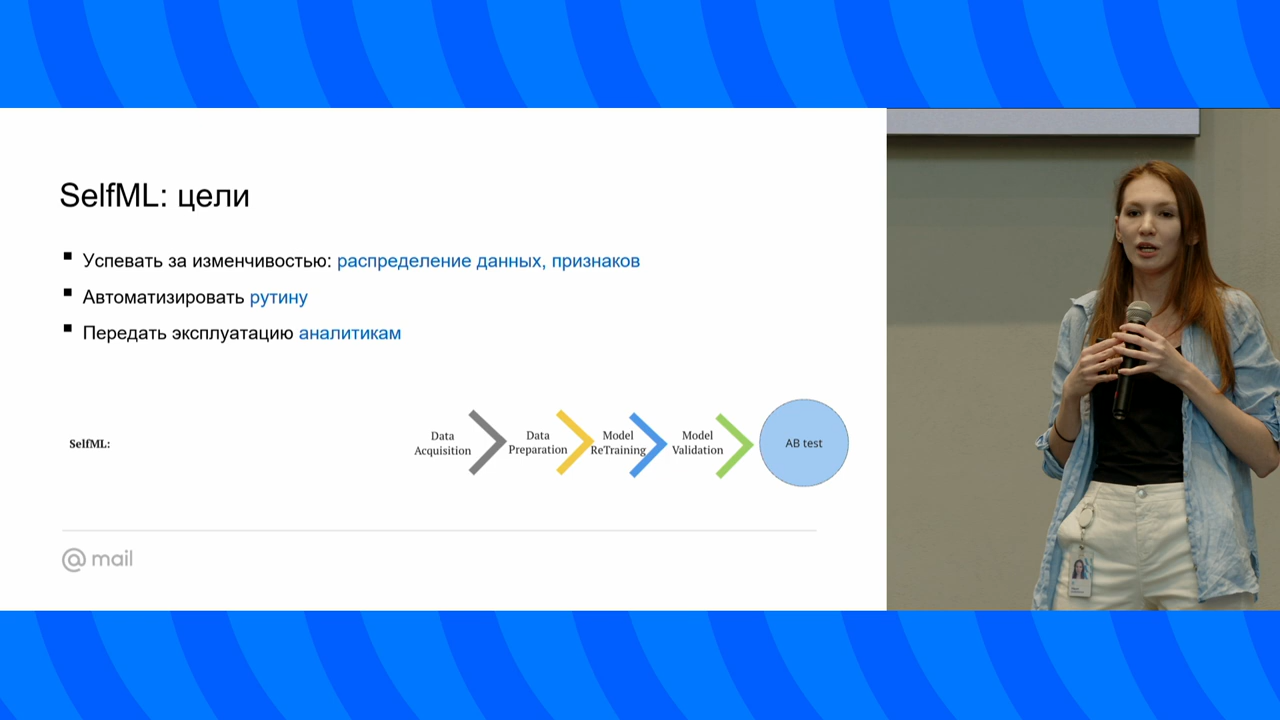 SelfML: цели
Успевать за изменчивостью: распределение данных, признаков
Автоматизировать рутину
Передать эксплуатацию аналитикам
SelfML:
Data Acquisition
Data Preparation
Model ReTraining
Model Validation
AB test
@ mail